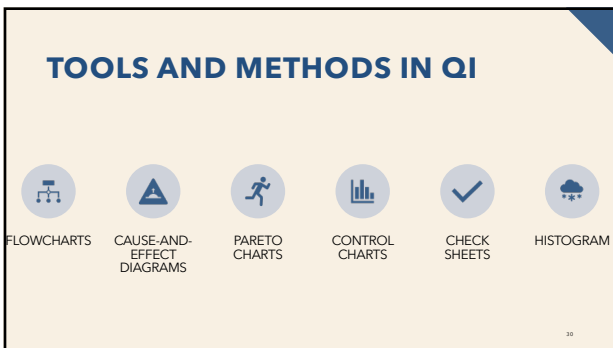 TOOLS AND METHODS IN QI
FLOWCHARTS
CAUSE-AND-
EFFECT
DIAGRAMS
PARETO
CHARTS
CONTROL
CHARTS
CHECK
SHEETS
HISTOGRAM
30